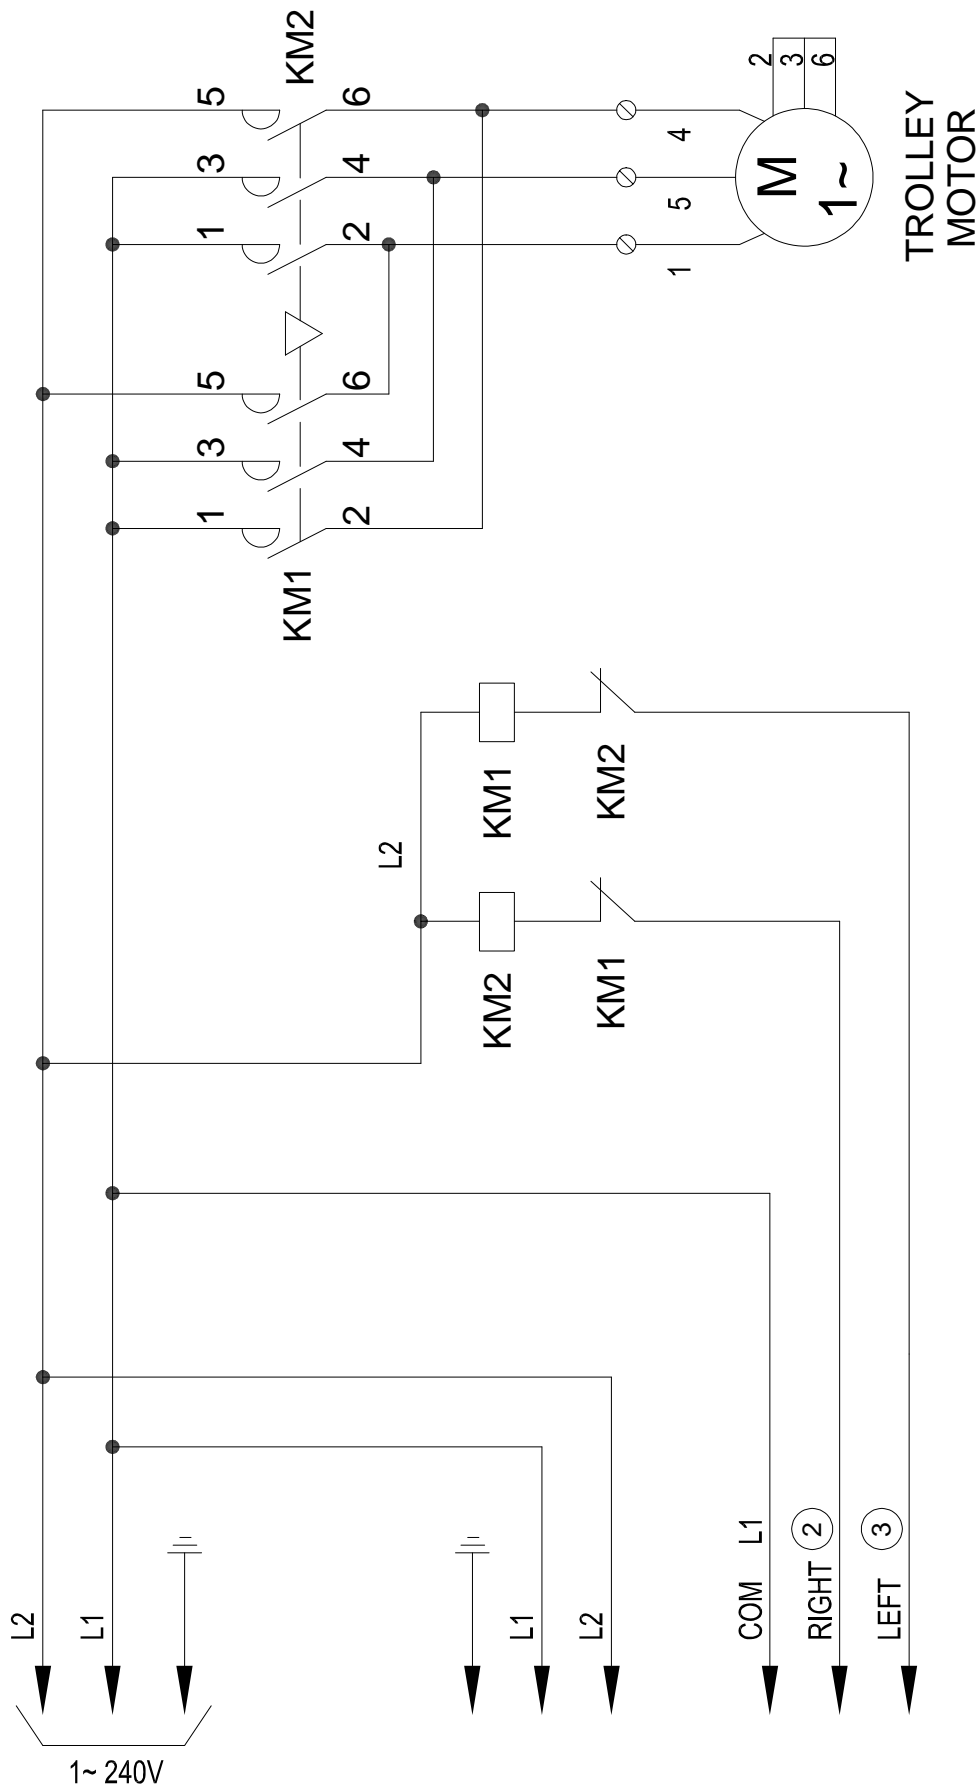 L2
L1
1~ 240V
1 3 5 1 3 5
KM1 KM2
2 4 6 2 4 6
L2
KM2 KM1
L1
L2
KM1 KM2
1 5 4
COM L1
2
M
3
RIGHT 2
6
1~
LEFT 3
TROLLEY
MOTOR